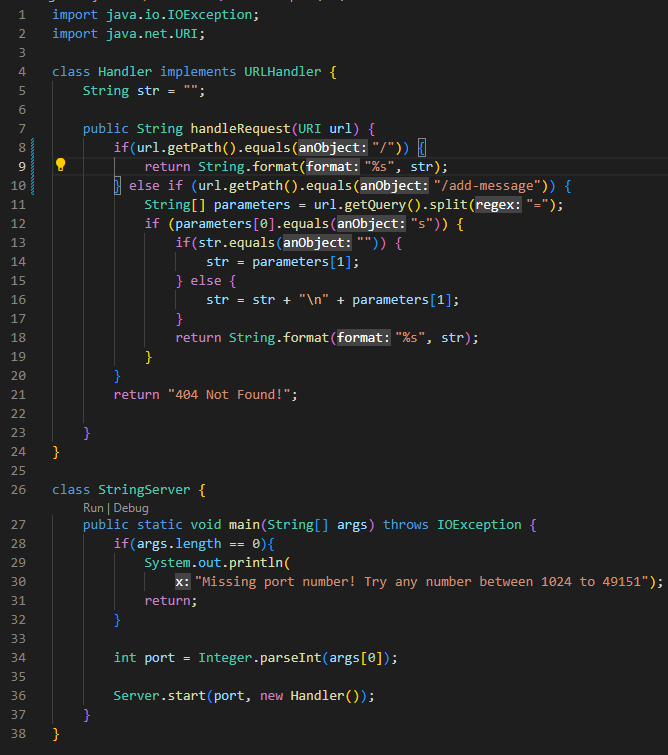 1 import java.io.IOException;
2 import java.net.URI;
3
4 class Handler implements URLHandler {
5     String str = "";
6
7     public String handleRequest(URI url) {
8         if(url.getPath().equals(anObject: "/")) {
9             return String.format(format: "%s", str);
10         } else if (url.getPath().equals(anObject: "/add-message")) {
11             String[] parameters = url.getQuery().split(regex: "=");
12             if (parameters[0].equals(anObject: "s")) {
13                 if(str.equals(anObject: "")) {
14                     str = parameters[1];
15                 } else {
16                     str = str + "\n" + parameters[1];
17                 }
18                 return String.format(format: "%s", str);
19             }
20         }
21         return "404 Not Found!";
22
23     }
24 }
25
26 class StringServer {
Run | Debug
27     public static void main(String[] args) throws IOException {
28         if(args.length == 0){
29             System.out.println(
30                 x: "Missing port number! Try any number between 1024 to 49151");
31             return;
32         }
33
34         int port = Integer.parseInt(args[0]);
35
36         Server.start(port, new Handler());
37     }
38 }